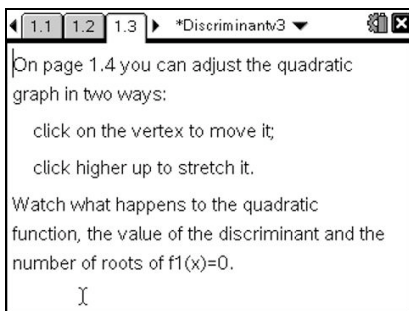 1.1 1.2 1.3 *Discriminantv3
On page 1.4 you can adjust the quadratic
graph in two ways:
click on the vertex to move it;
click higher up to stretch it.
Watch what happens to the quadratic
function, the value of the discriminant and the
number of roots of f1(x)=0.